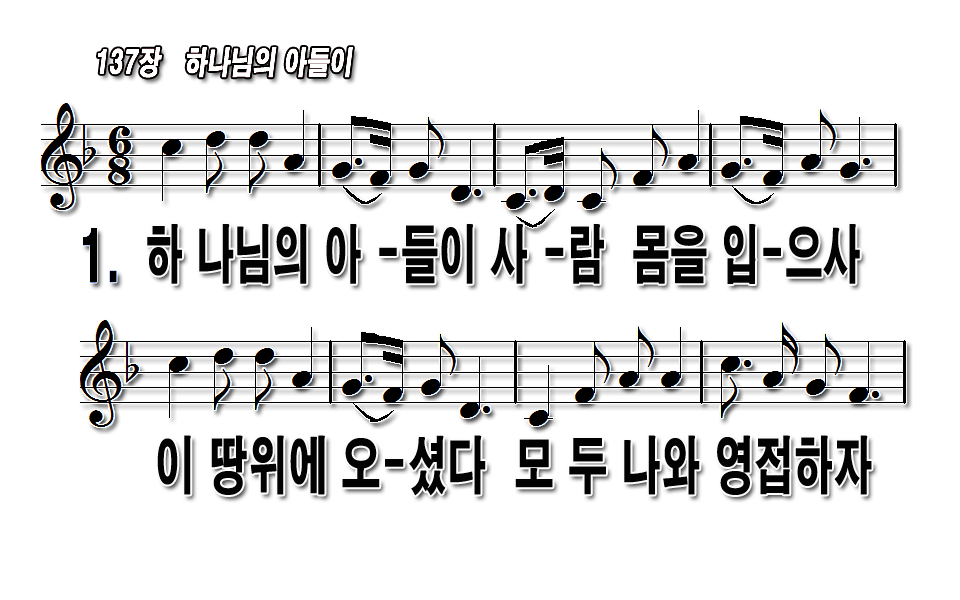 137장 하나님의 아들이
6
8
1. 하 나님의 아 -들이 사 -람 몸을 입-으사
이 땅위에 오-셨다 모 두 나와 영접하자